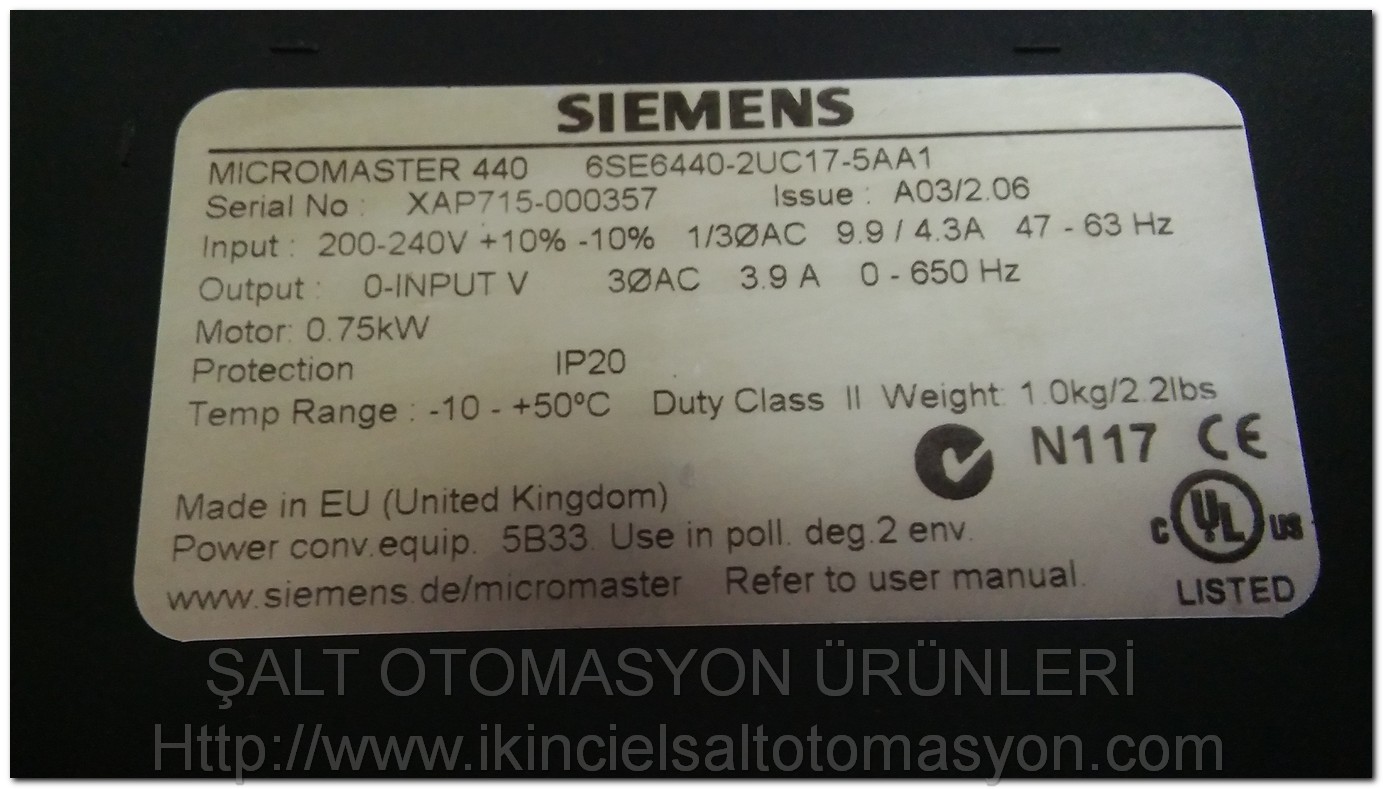 SIEMENS
MICROMASTER 440 6SE6440-2UC17-5AA1
Serial No : XAP715-000357 Issue : A03/2.06
Input : 200-240V +10% -10% 1/3ØAC 9.9 / 4.3A 47 - 63 Hz
Output : 0-INPUT V 3ØAC 3.9 A 0 - 650 Hz
Motor: 0.75kW
Protection IP20
Temp Range : -10 - +50ºC Duty Class II Weight: 1.0kg/2.2lbs
N117 CE
Made in EU (United Kingdom)
C UL US
Power conv.equip. 5B33. Use in poll. deg.2 env.
www.siemens.de/micromaster Refer to user manual.
LISTED
ŞALT OTOMASYON ÜRÜNLERİ
Http://www.ikincielsaltotomasyon.com